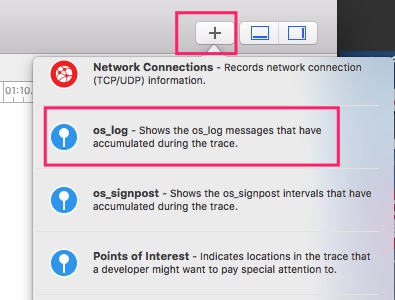 Network Connections - Records network connection
(TCP/UDP) information.
01:10.
os_log - Shows the os_log messages that have
accumulated during the trace.
os_signpost - Shows the os_signpost intervals that have
accumulated during the trace.
Points of Interest - Indicates locations in the trace that
a developer might want to pay special attention to.